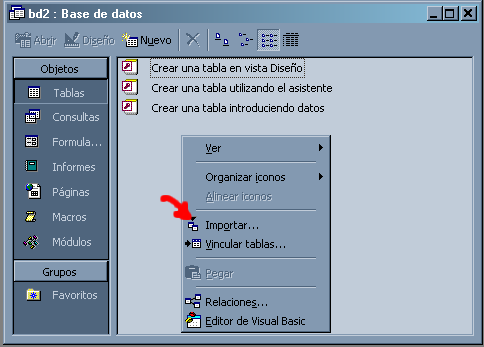 bd2 : Base de datos
Abrir Diseño Nuevo
Objetos
Tablas
Consultas
Formula...
Informes
Páginas
Macros
Módulos
Grupos
Favoritos
Crear una tabla en vista Diseño
Crear una tabla utilizando el asistente
Crear una tabla introduciendo datos
Ver
Organizar iconos
Alinear iconos
Importar...
Vincular tablas...
Pegar
Relaciones...
Editor de Visual Basic